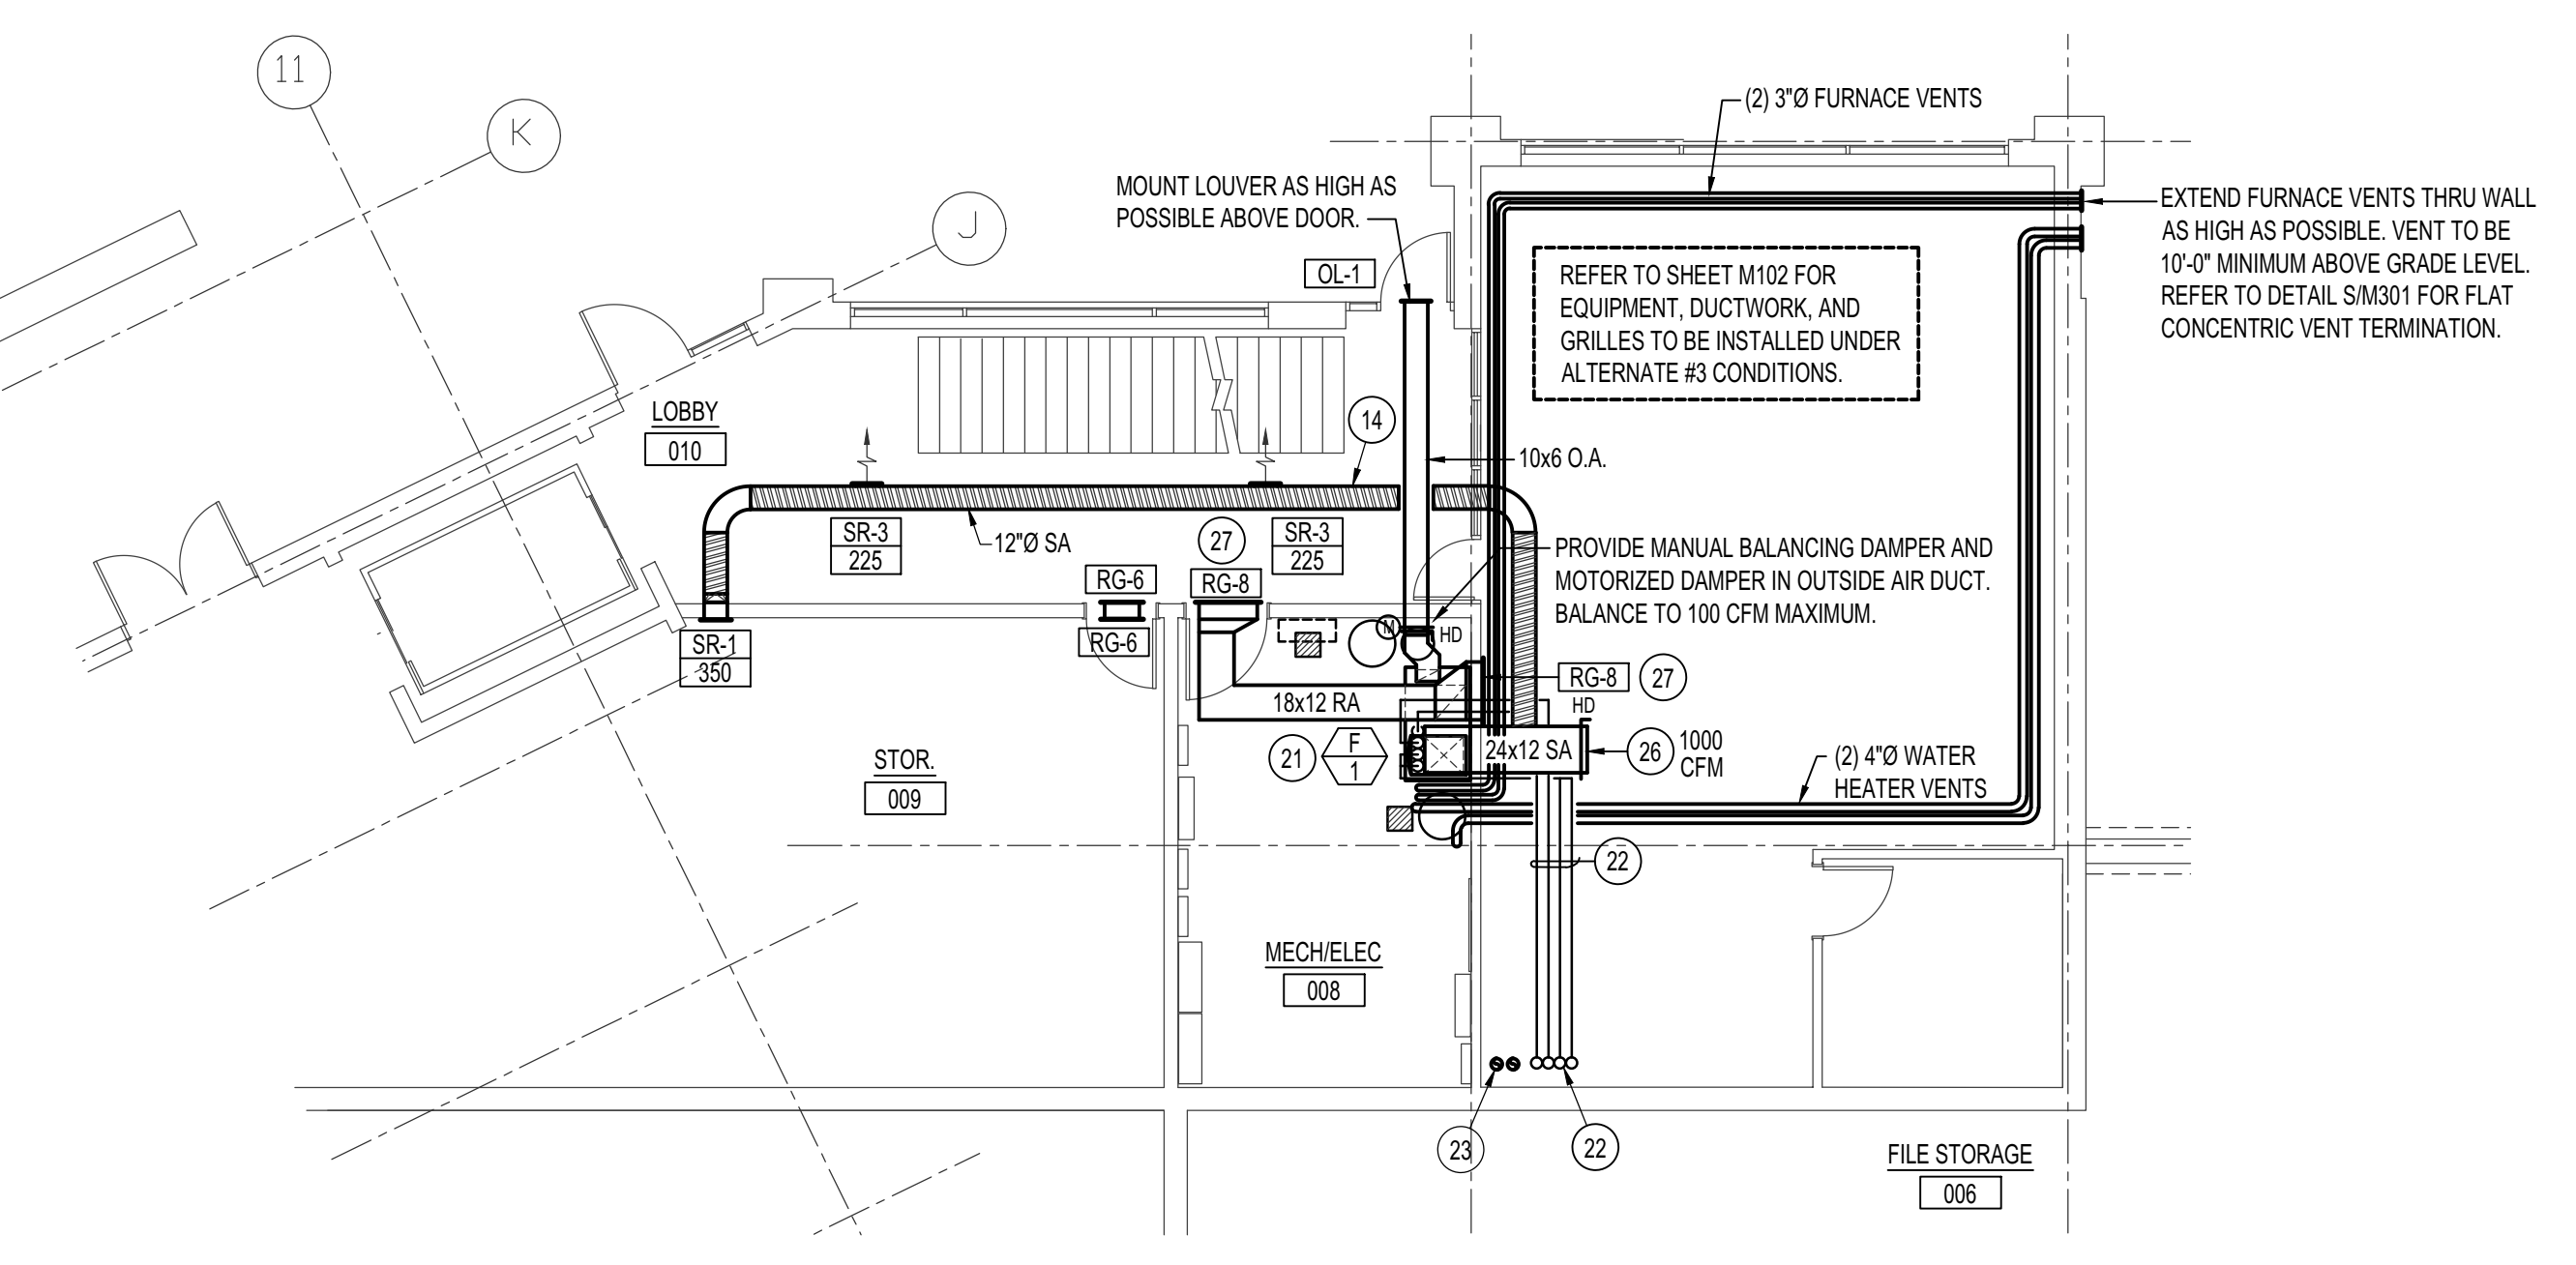 11
K
J
(2) 3"Ø FURNACE VENTS
MOUNT LOUVER AS HIGH AS
POSSIBLE ABOVE DOOR.
OL-1
EXTEND FURNACE VENTS THRU WALL
AS HIGH AS POSSIBLE. VENT TO BE
10'-0" MINIMUM ABOVE GRADE LEVEL.
REFER TO DETAIL S/M301 FOR FLAT
CONCENTRIC VENT TERMINATION.
REFER TO SHEET M102 FOR
EQUIPMENT, DUCTWORK, AND
GRILLES TO BE INSTALLED UNDER
ALTERNATE #3 CONDITIONS.
LOBBY
010
14
10x6 O.A.
SR-3
225
12"Ø SA
27
SR-3
225
RG-6
RG-8
PROVIDE MANUAL BALANCING DAMPER AND
MOTORIZED DAMPER IN OUTSIDE AIR DUCT.
BALANCE TO 100 CFM MAXIMUM.
M
HD
SR-1
350
RG-6
RG-8
27
18x12 RA
HD
21
F
1
24x12 SA
26
1000
CFM
(2) 4"Ø WATER
HEATER VENTS
STOR.
009
22
MECH/ELEC
008
23
22
FILE STORAGE
006